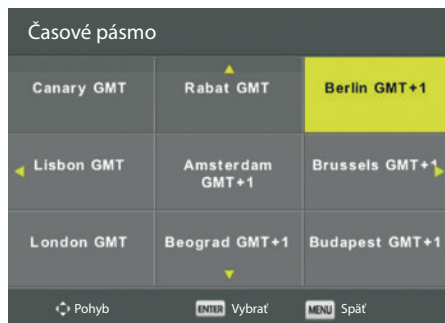 Časové pásmo
Canary GMT
Rabat GMT
Berlin GMT+1
Lisbon GMT
Amsterdam
GMT+1
Brussels GMT+1
London GMT
Beograd GMT+1
Budapest GMT+1
Pohyb
ENTER Vybrať
MENU Späť